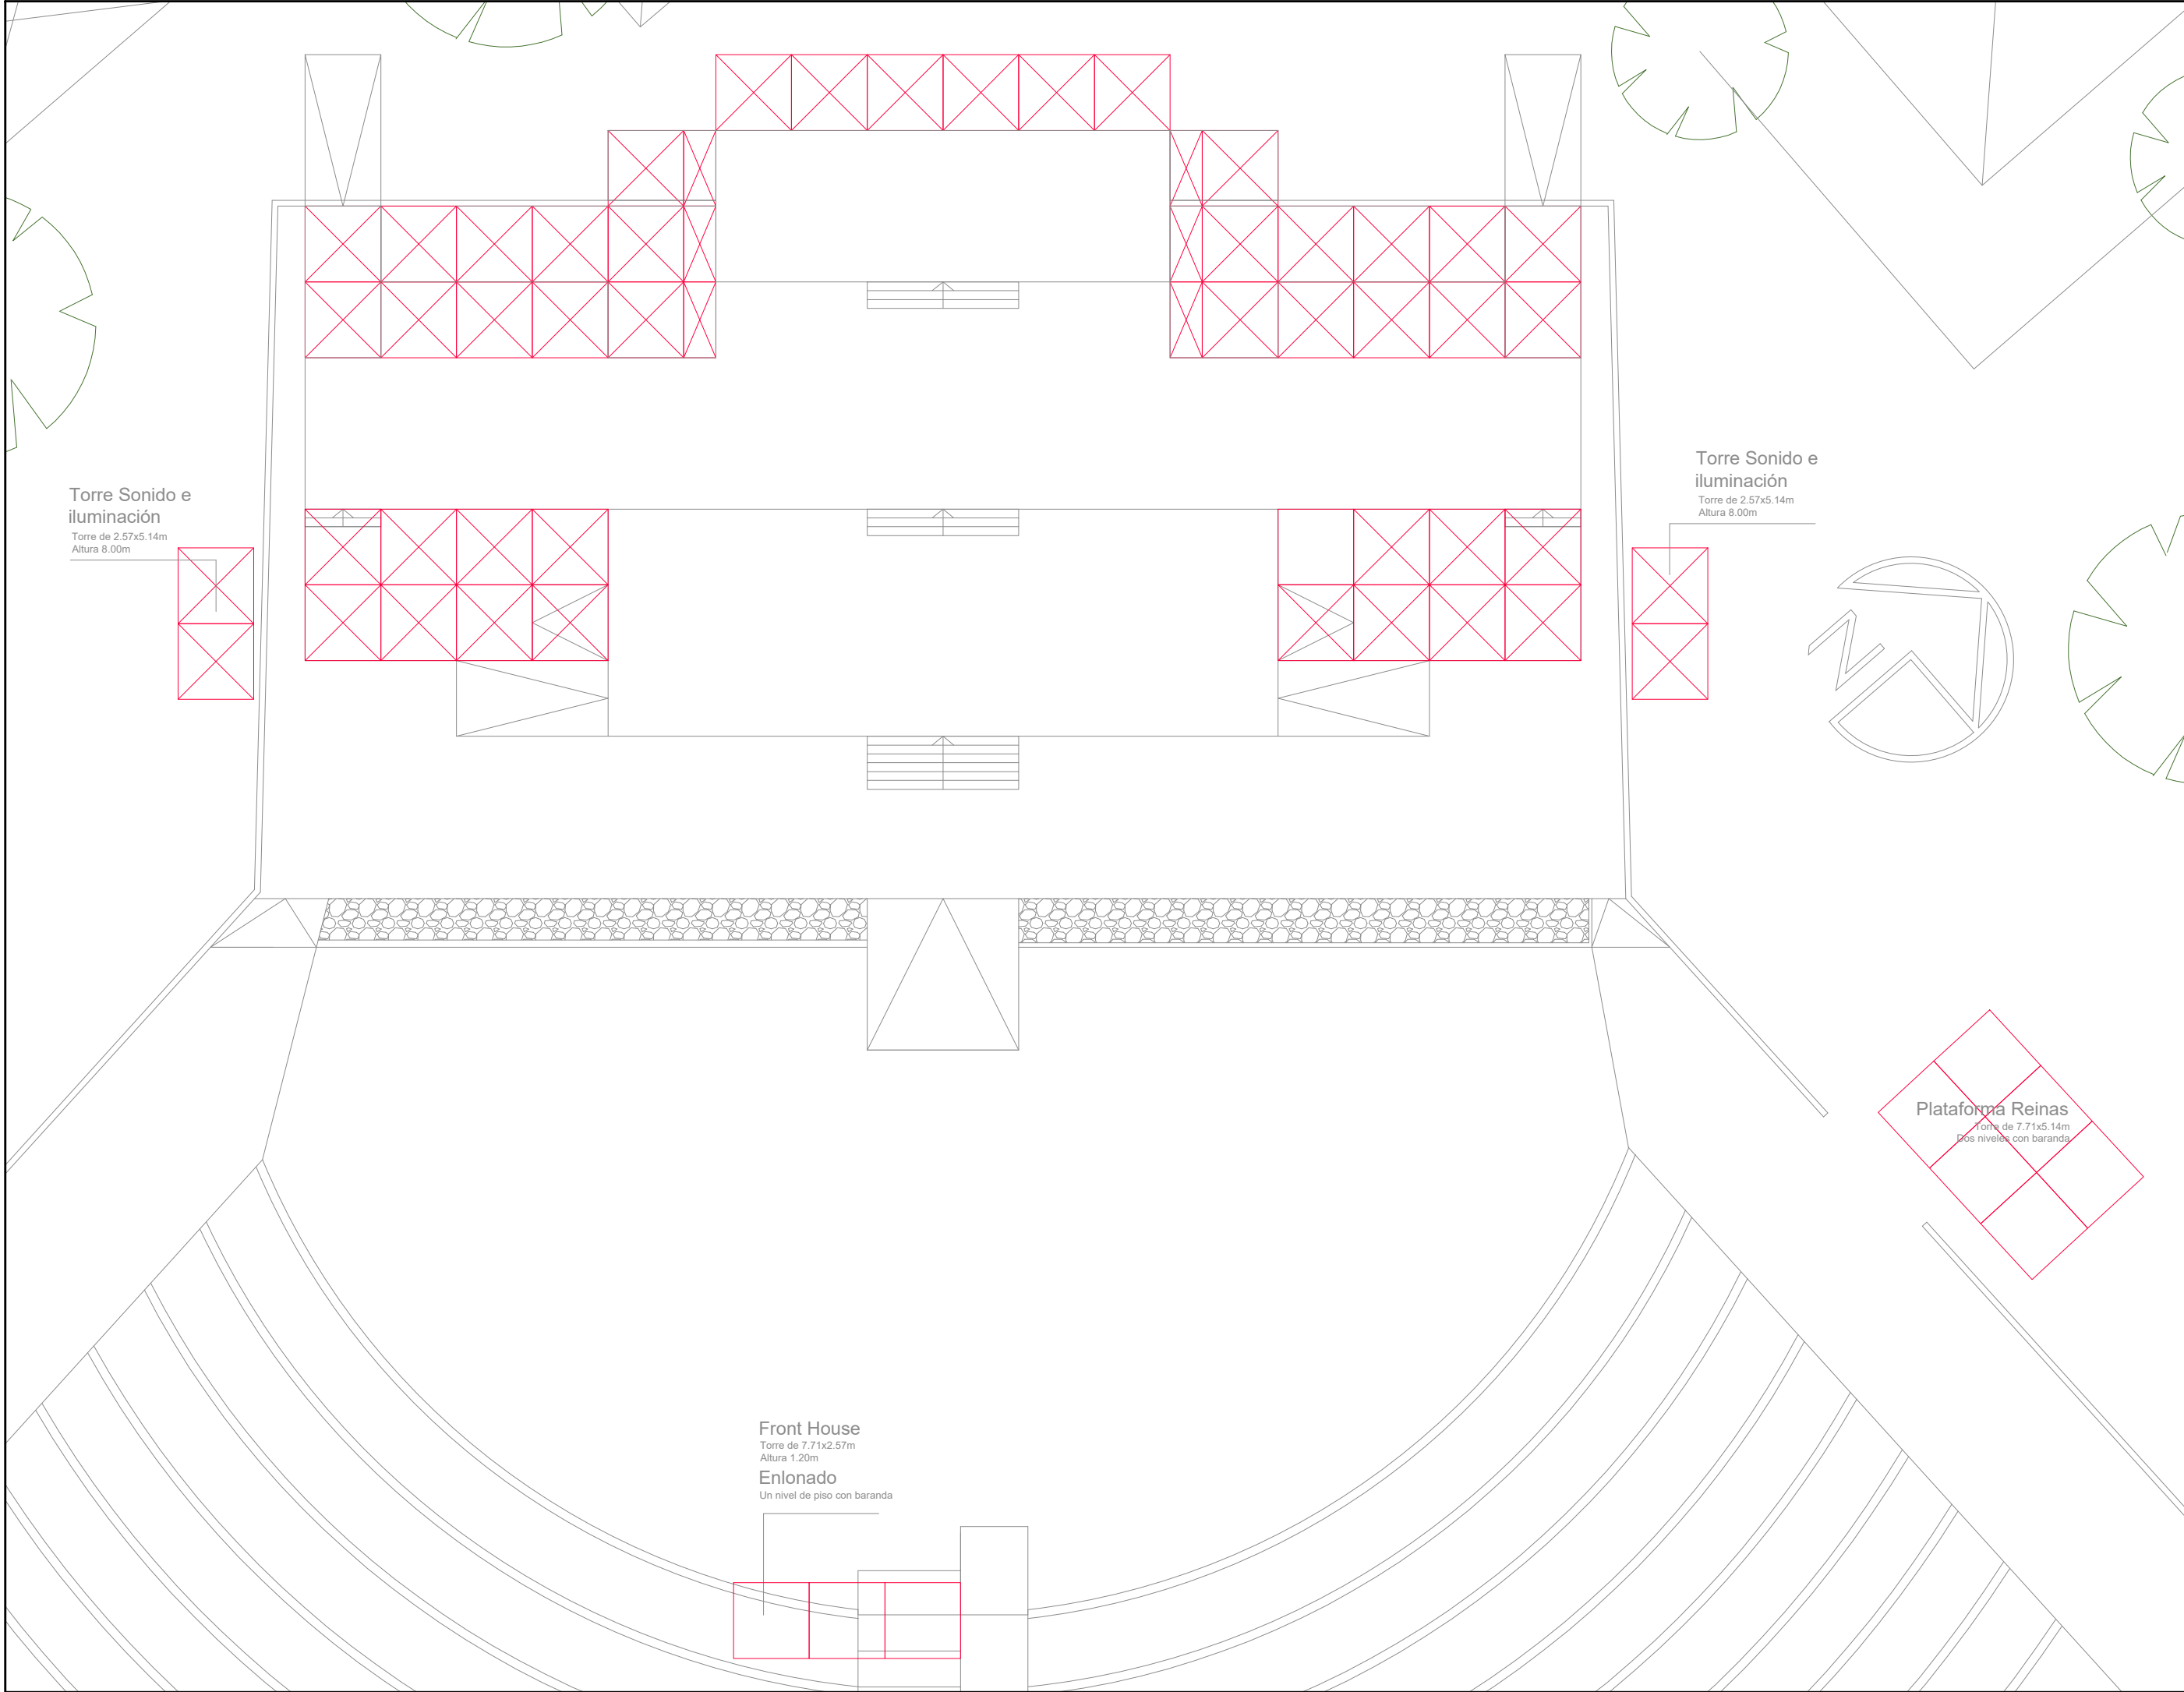 Torre Sonido e
iluminación
Torre de 2.57x5.14m
Altura 8.00m
Torre Sonido e
iluminación
Torre de 2.57x5.14m
Altura 8.00m
Plataforma Reinas
Torre de 7.71x5.14m
Dos niveles con baranda
Front House
Torre de 7.71x2.57m
Altura 1.20m
Enlonado
Un nivel de piso con baranda